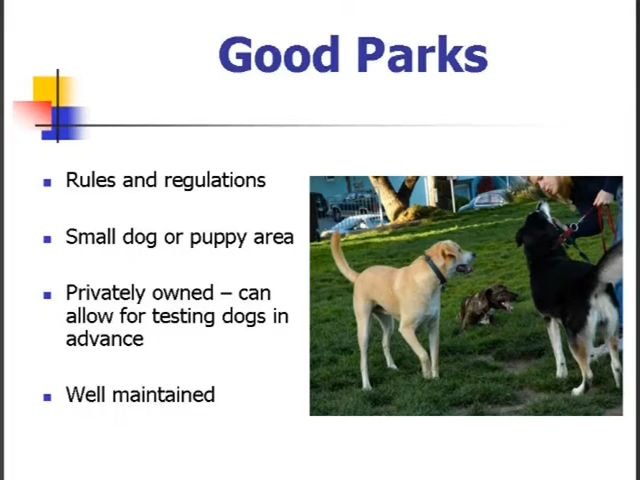 Good Parks
Rules and regulations
Small dog or puppy area
Privately owned – can
allow for testing dogs in
advance
Well maintained